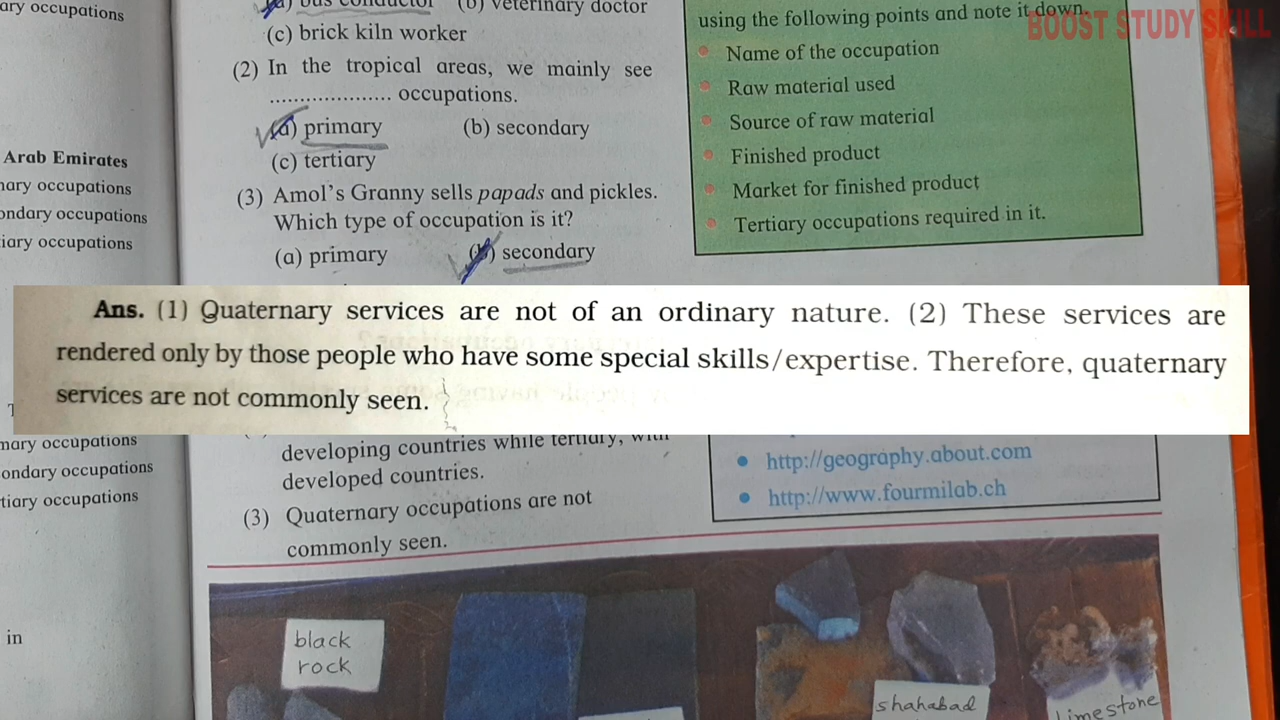 ary occupations
Arab Emirates
nary occupations
ondary occupations
iary occupations
nary occupations
ondary occupations
tiary occupations
in
(a) bus conductor (b) veterinary doctor
(c) brick kiln worker
(2) In the tropical areas, we mainly see
.................... occupations.
(a) primary (b) secondary
(c) tertiary
(3) Amol's Granny sells papads and pickles.
Which type of occupation is it?
(a) primary (b) secondary
using the following points and note it down.
Name of the occupation
Raw material used
Source of raw material
Finished product
Market for finished product
Tertiary occupations required in it.
BOOST STUDY SKILL
Ans. (1) Quaternary services are not of an ordinary nature. (2) These services are
rendered only by those people who have some special skills/expertise. Therefore, quaternary
services are not commonly seen.
developing countries while tertiary, with
developed countries.
(3) Quaternary occupations are not
commonly seen.
• http://geography.about.com
• http://www.fourmilab.ch
black
rock
shahabad
Limestone